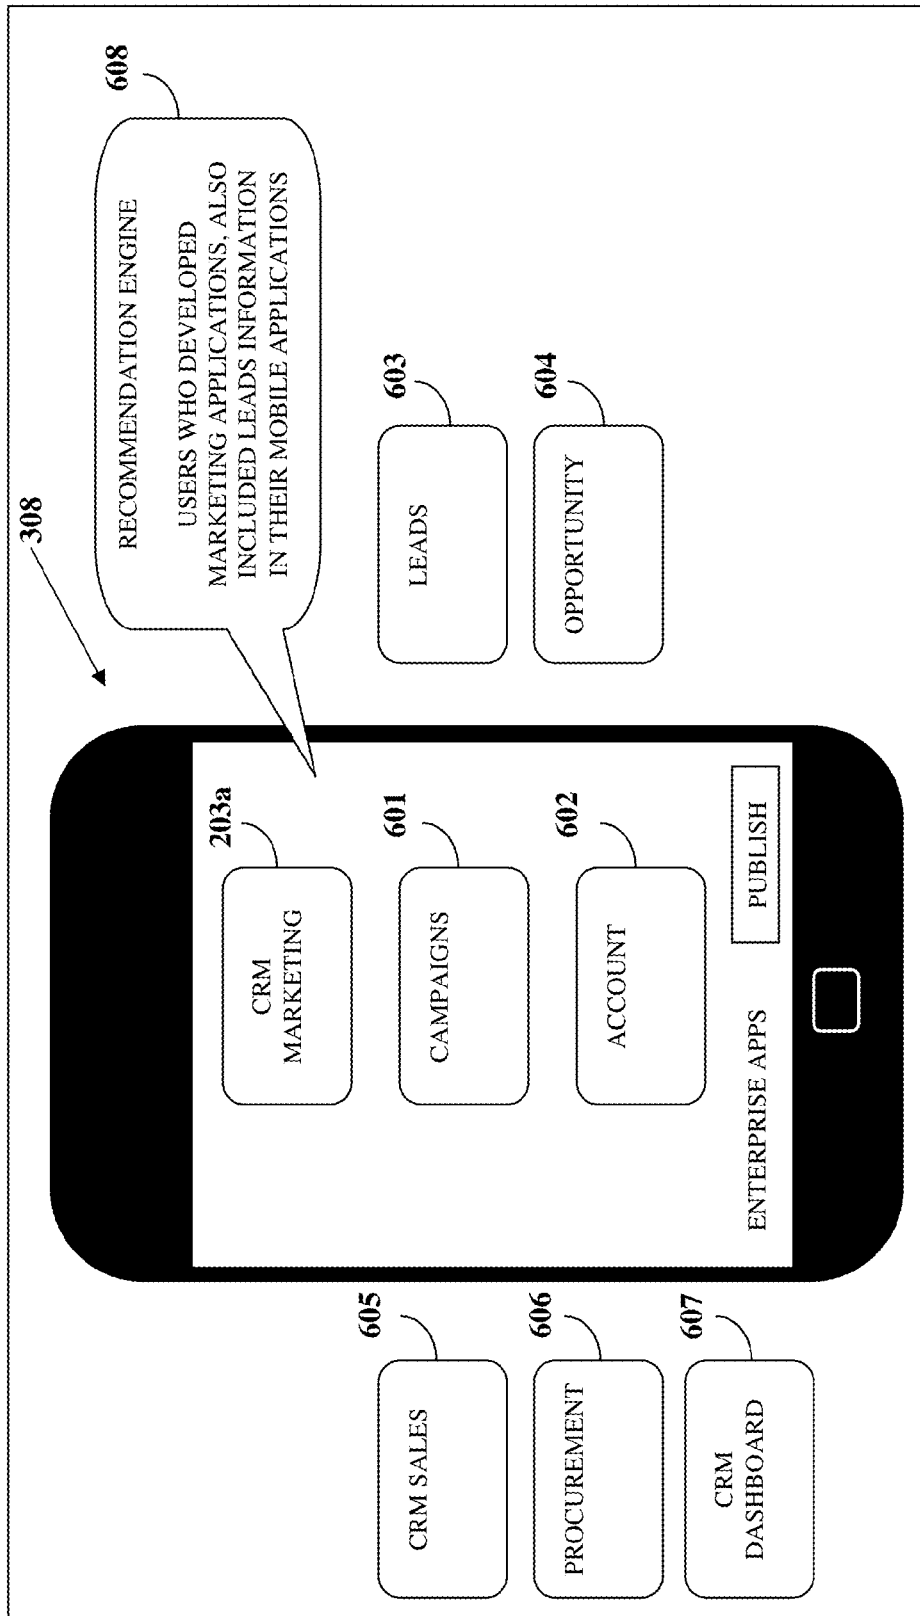 308
608
RECOMMENDATION ENGINE
USERS WHO DEVELOPED
MARKETING APPLICATIONS, ALSO
INCLUDED LEADS INFORMATION
IN THEIR MOBILE APPLICATIONS
605
CRM SALES
606
PROCUREMENT
607
CRM
DASHBOARD
203a
CRM
MARKETING
601
CAMPAIGNS
602
ACCOUNT
ENTERPRISE APPS
PUBLISH
603
LEADS
604
OPPORTUNITY